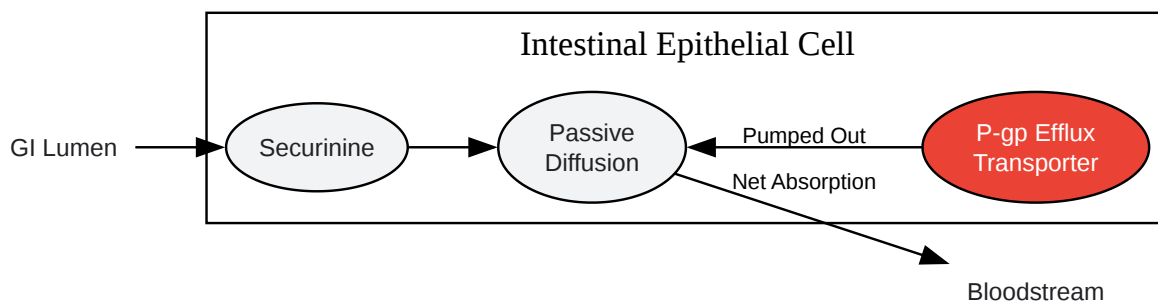 Intestinal Epithelial Cell
GI Lumen
Securinine
Passive
Diffusion
Pumped Out
P-gp Efflux
Transporter
Net Absorption
Bloodstream